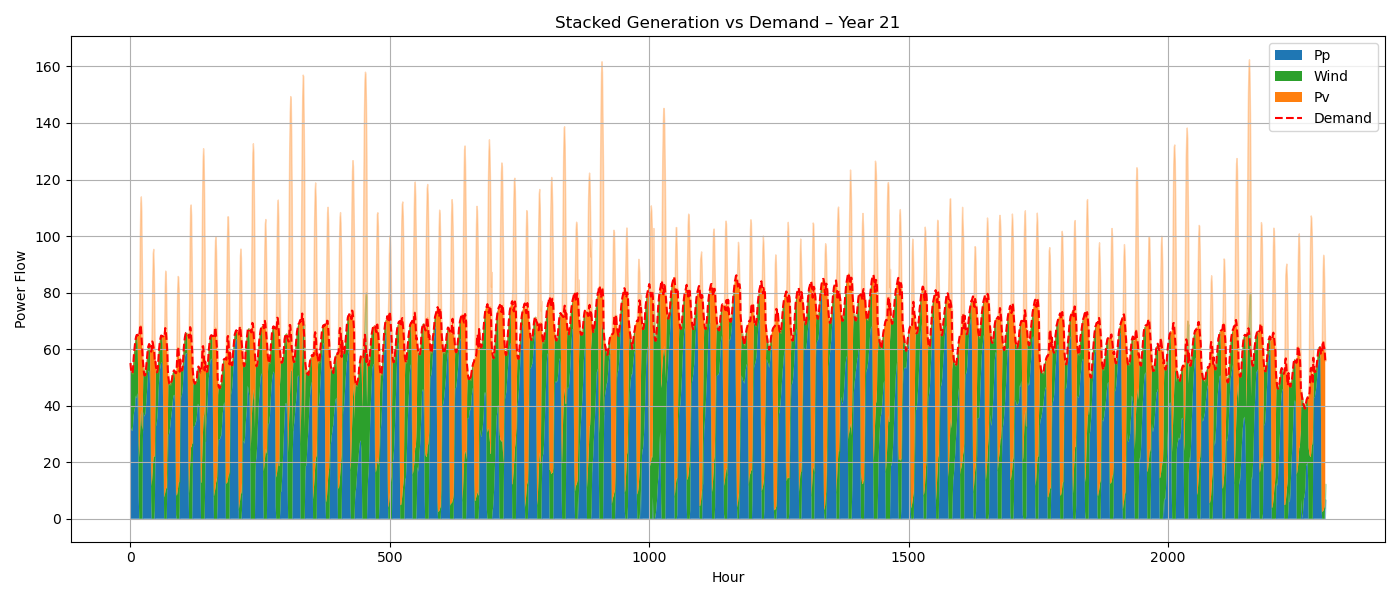 Stacked Generation vs Demand – Year 21
Power Flow
160
140
120
100
80
60
40
20
0
0 500 1000 1500 2000
Hour
Pp
Wind
Pv
Demand